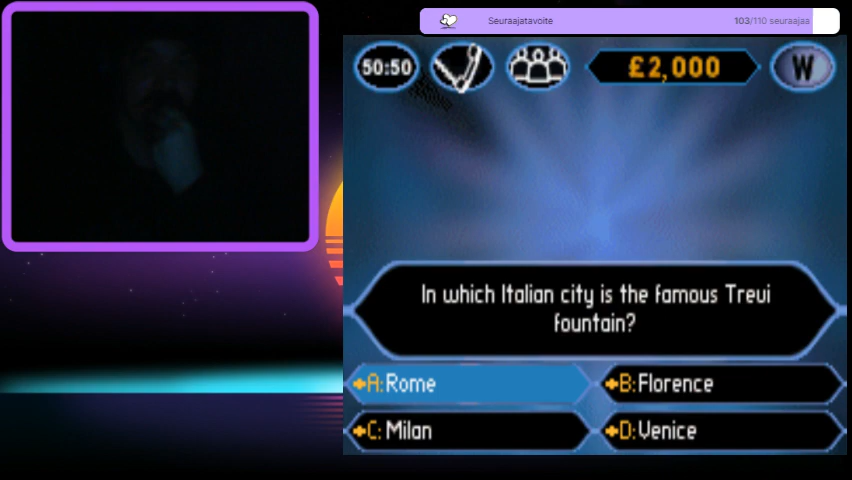 Seuraajatavoite
103/110 seuraajaa
50:50
£2,000
W
In which Italian city is the famous Trevi
fountain?
A: Rome
B: Florence
C: Milan
D: Venice